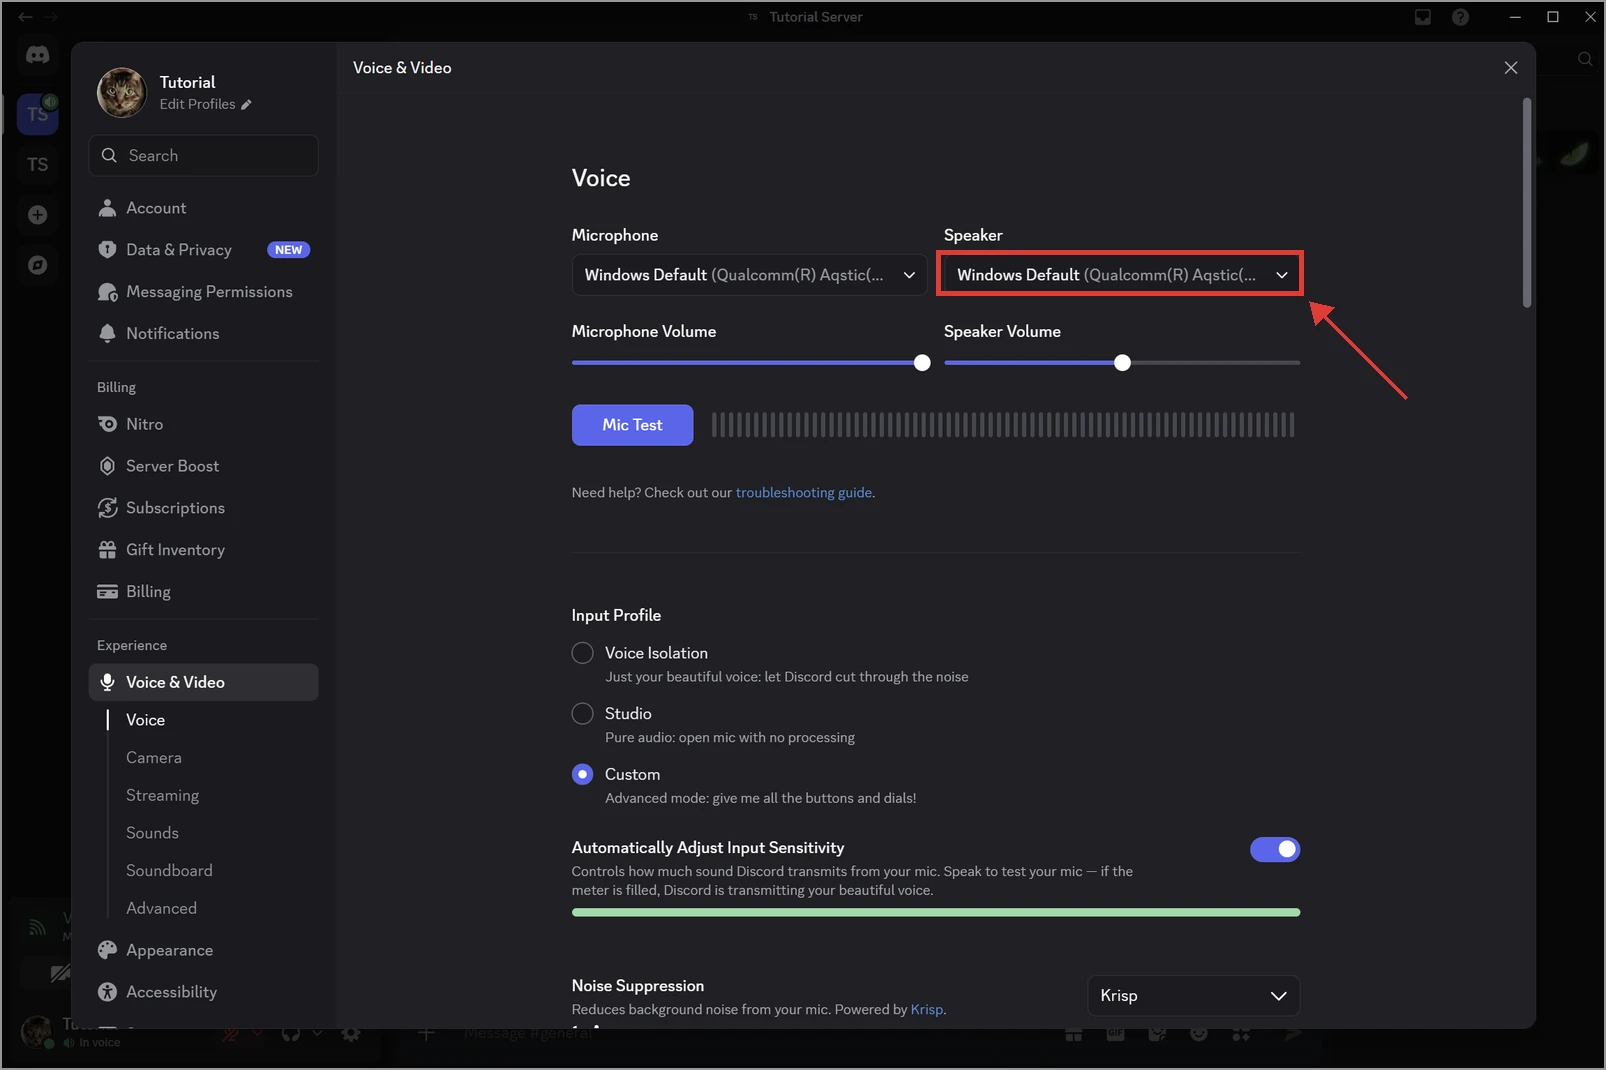 TS Tutorial Server
TS
TS
Tutorial
Edit Profiles
Search
Account
Data & Privacy NEW
Messaging Permissions
Notifications
Billing
Nitro
Server Boost
Subscriptions
Gift Inventory
Billing
Experience
Voice & Video
Voice
Camera
Streaming
Sounds
Soundboard
Advanced
Appearance
Accessibility
In voice
Voice & Video
Voice
Microphone
Windows Default (Qualcomm(R) Aqstic(...
Speaker
Windows Default (Qualcomm(R) Aqstic(...
Microphone Volume
Speaker Volume
Mic Test
Need help? Check out our troubleshooting guide.
Input Profile
Voice Isolation
Just your beautiful voice: let Discord cut through the noise
Studio
Pure audio: open mic with no processing
Custom
Advanced mode: give me all the buttons and dials!
Automatically Adjust Input Sensitivity
Controls how much sound Discord transmits from your mic. Speak to test your mic — if the
meter is filled, Discord is transmitting your beautiful voice.
Noise Suppression
Reduces background noise from your mic. Powered by Krisp.
Krisp
Message #general
GIF